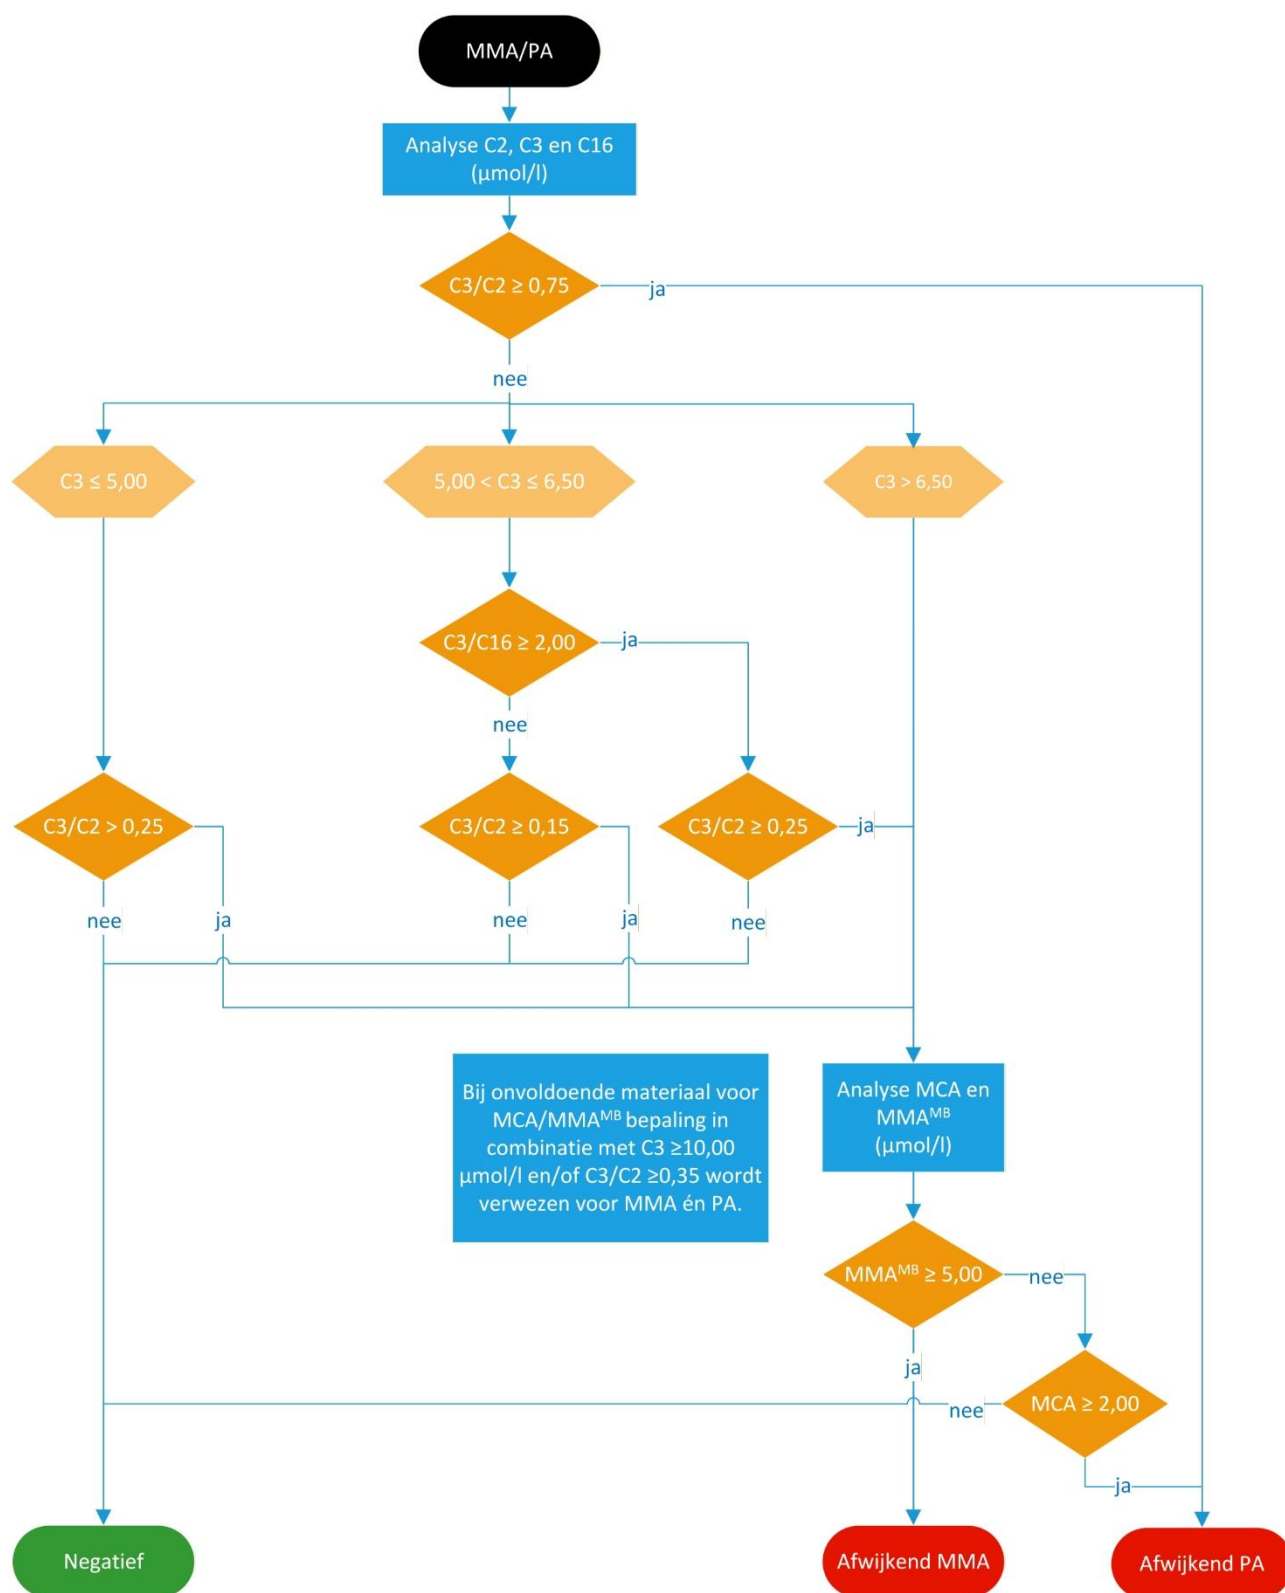 MMA/PA
Analyse C2, C3 en C16
(µmol/l)
C3/C2 ≥ 0,75
ja
nee
C3 ≤ 5,00
5,00 < C3 ≤ 6,50
C3 > 6,50
C3/C16 ≥ 2,00
ja
nee
C3/C2 > 0,25
C3/C2 ≥ 0,15
C3/C2 ≥ 0,25
ja
nee
ja
nee
ja
nee
Bij onvoldoende materiaal voor
MCA/MMAᴹᴮ bepaling in
combinatie met C3 ≥10,00
µmol/l en/of C3/C2 ≥0,35 wordt
verwezen voor MMA én PA.
Analyse MCA en
MMAᴹᴮ
(µmol/l)
MMAᴹᴮ ≥ 5,00
nee
ja
MCA ≥ 2,00
nee
ja
Negatief
Afwijkend MMA
Afwijkend PA